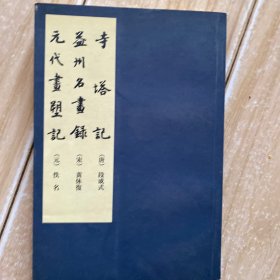 寺塔記
(唐) 段成式
益州名畫錄
(宋) 黃休復
元代畫塑記
(元) 佚名